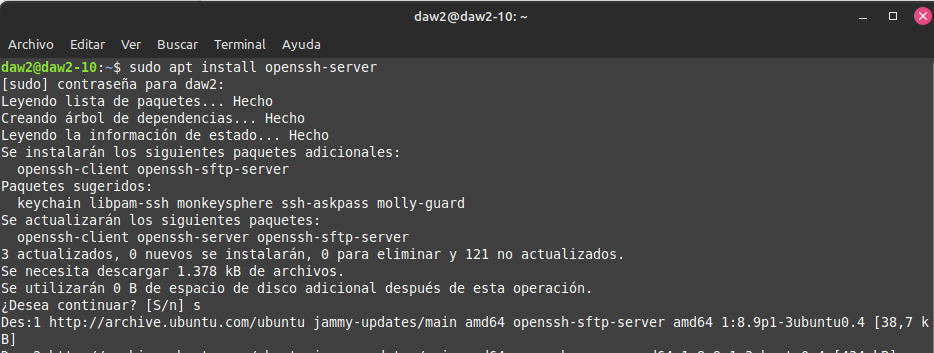 daw2@daw2-10: ~
Archivo Editar Ver Buscar Terminal Ayuda
daw2@daw2-10:~$ sudo apt install openssh-server
[sudo] contraseña para daw2:
Leyendo lista de paquetes... Hecho
Creando árbol de dependencias... Hecho
Leyendo la información de estado... Hecho
Se instalarán los siguientes paquetes adicionales:
  openssh-client openssh-sftp-server
Paquetes sugeridos:
  keychain libpam-ssh monkeysphere ssh-askpass molly-guard
Se actualizarán los siguientes paquetes:
  openssh-client openssh-server openssh-sftp-server
3 actualizados, 0 nuevos se instalarán, 0 para eliminar y 121 no actualizados.
Se necesita descargar 1.378 kB de archivos.
Se utilizarán 0 B de espacio de disco adicional después de esta operación.
¿Desea continuar? [S/n] s
Des:1 http://archive.ubuntu.com/ubuntu jammy-updates/main amd64 openssh-sftp-server amd64 1:8.9p1-3ubuntu0.4 [38,7 k
B]